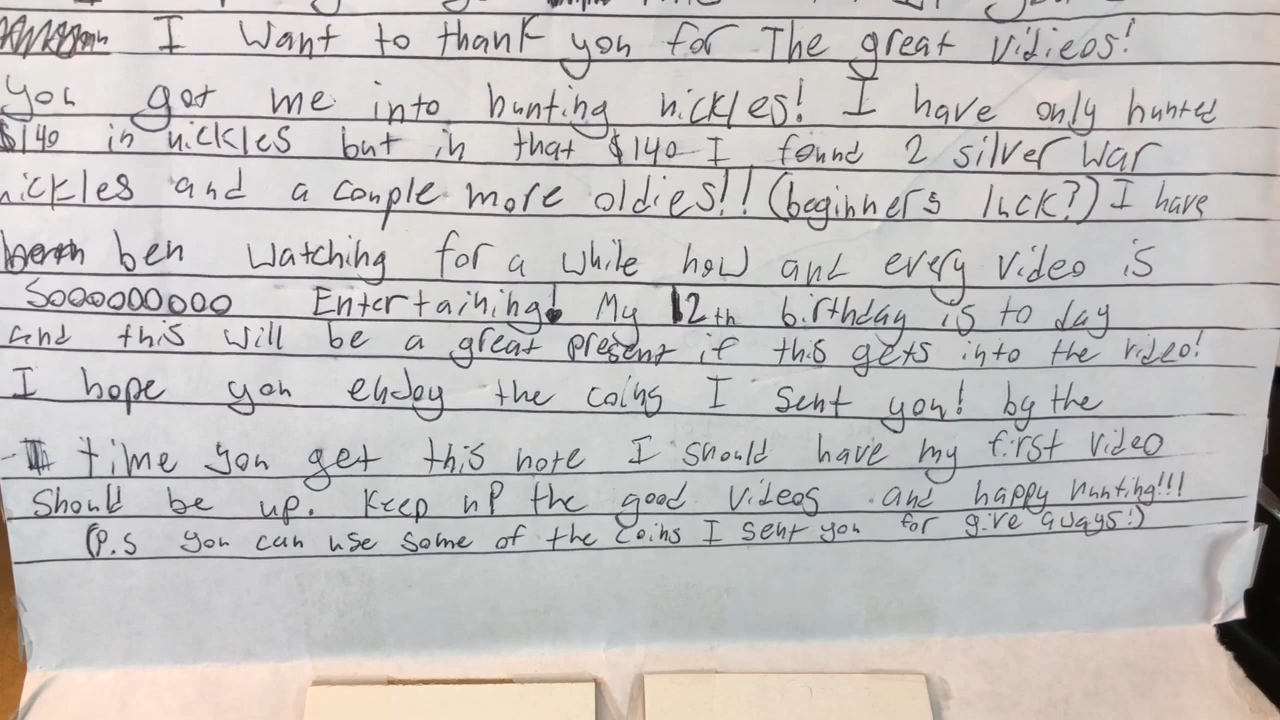 I Want to thank you for The great vidieos!
you got me into hunting nickles! I have only hunted
$140 in nickles but in that $140 I found 2 silver war
nickles and a couple more oldies!! (beginners luck?) I have
ben watching for a while now and every video is
Sooooooooo Entertaining! My 12th birthday is to day
and this will be a great present if this gets into the video!
I hope you enjoy the coins I sent you! by the
time you get this note I should have my first video
Should be up. Keep up the good videos and happy hunting!!!
(P.s you can use some of the coins I sent you for give aways!)